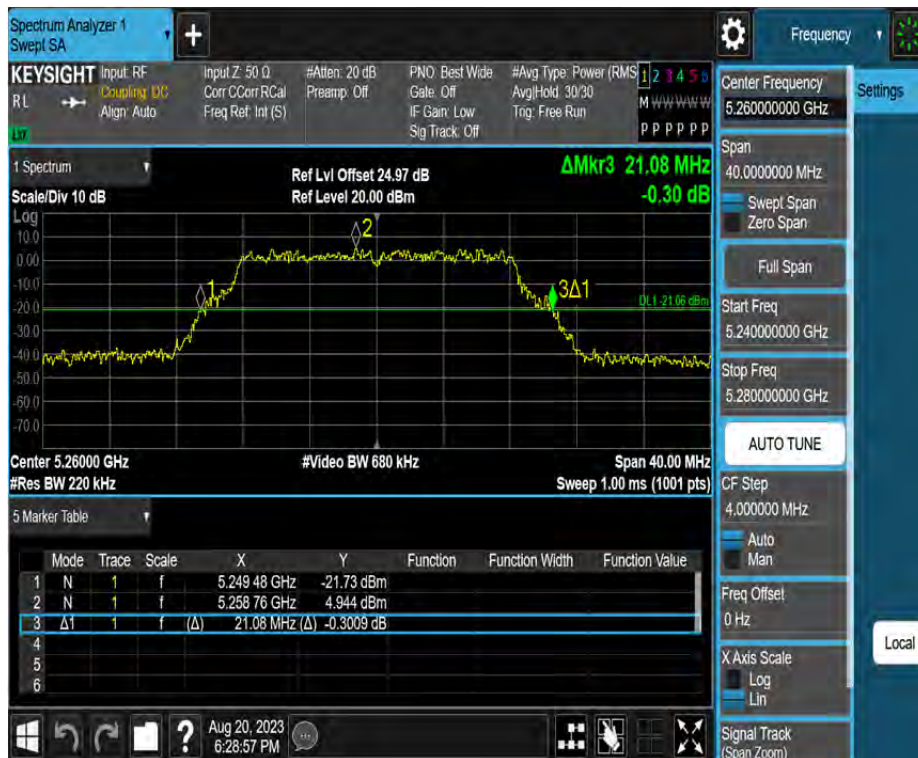 Spectrum Analyzer 1
Swept SA
+
Frequency
KEYSIGHT
Input: RF
Input Z: 50 Ω
#Atten: 20 dB
PNO: Best Wide
#Avg Type: Power (RMS
1 2 3 4 5 6
RL
Coupling: DC
Corr CCorr RCal
Preamp: Off
Gate: Off
Avg|Hold: 30/30
M W W W W W
Align: Auto
Freq Ref: Int (S)
IF Gain: Low
Trig: Free Run
Sig Track: Off
P P P P P P
LXI
Center Frequency
5.260000000 GHz
Settings
Span
40.0000000 MHz
Swept Span
Zero Span
Full Span
Start Freq
5.240000000 GHz
Stop Freq
5.280000000 GHz
AUTO TUNE
CF Step
4.000000 MHz
Auto
Man
Freq Offset
0 Hz
X Axis Scale
Log
Lin
Signal Track
(Span Zoom)
Local
1 Spectrum
Scale/Div 10 dB
Ref Lvl Offset 24.97 dB
Ref Level 20.00 dBm
ΔMkr3 21.08 MHz
-0.30 dB
Log
10.0
0.00
-10.0
-20.0
-30.0
-40.0
-50.0
-60.0
-70.0
1
2
3Δ1
DL1 -21.06 dBm
Center 5.26000 GHz
#Video BW 680 kHz
Span 40.00 MHz
#Res BW 220 kHz
Sweep 1.00 ms (1001 pts)
5 Marker Table
Mode Trace Scale X Y Function Function Width Function Value
1 N 1 f 5.249 48 GHz -21.73 dBm
2 N 1 f 5.258 76 GHz 4.944 dBm
3 Δ1 1 f (Δ) 21.08 MHz (Δ) -0.3009 dB
4
5
6
?
Aug 20, 2023
6:28:57 PM